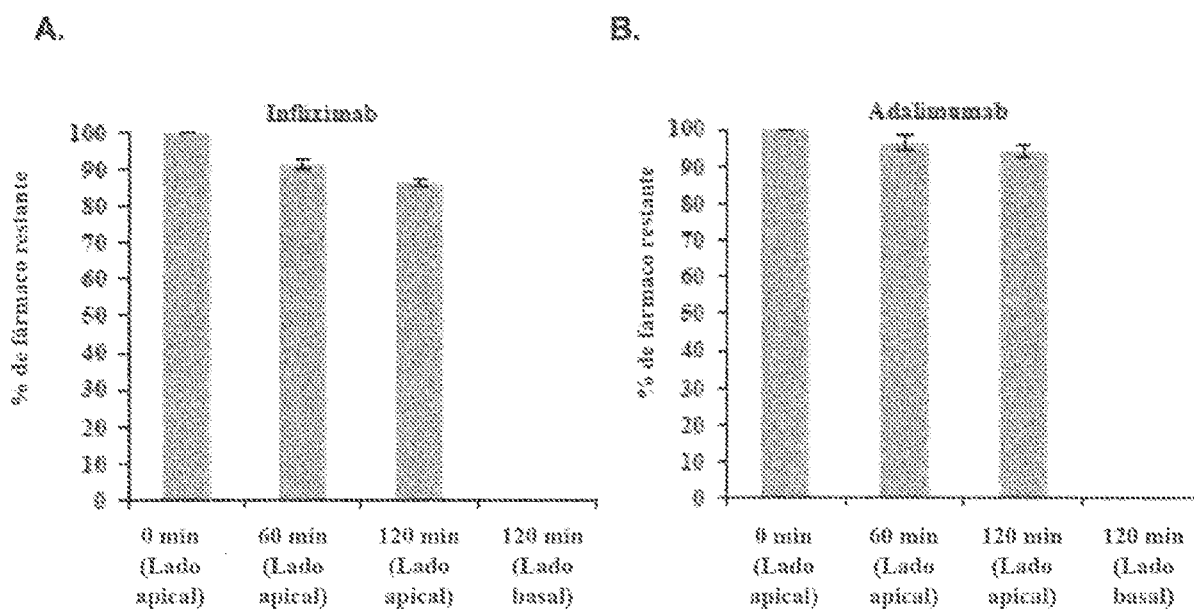 A.
Infliximab
% de fármaco restante
100
90
80
70
60
50
40
30
20
10
0
0 min
(Lado
apical)
60 min
(Lado
apical)
120 min
(Lado
apical)
120 min
(Lado
basal)
B.
Adalimumab
% de fármaco restante
100
90
80
70
60
50
40
30
20
10
0
0 min
(Lado
apical)
60 min
(Lado
apical)
120 min
(Lado
apical)
120 min
(Lado
basal)